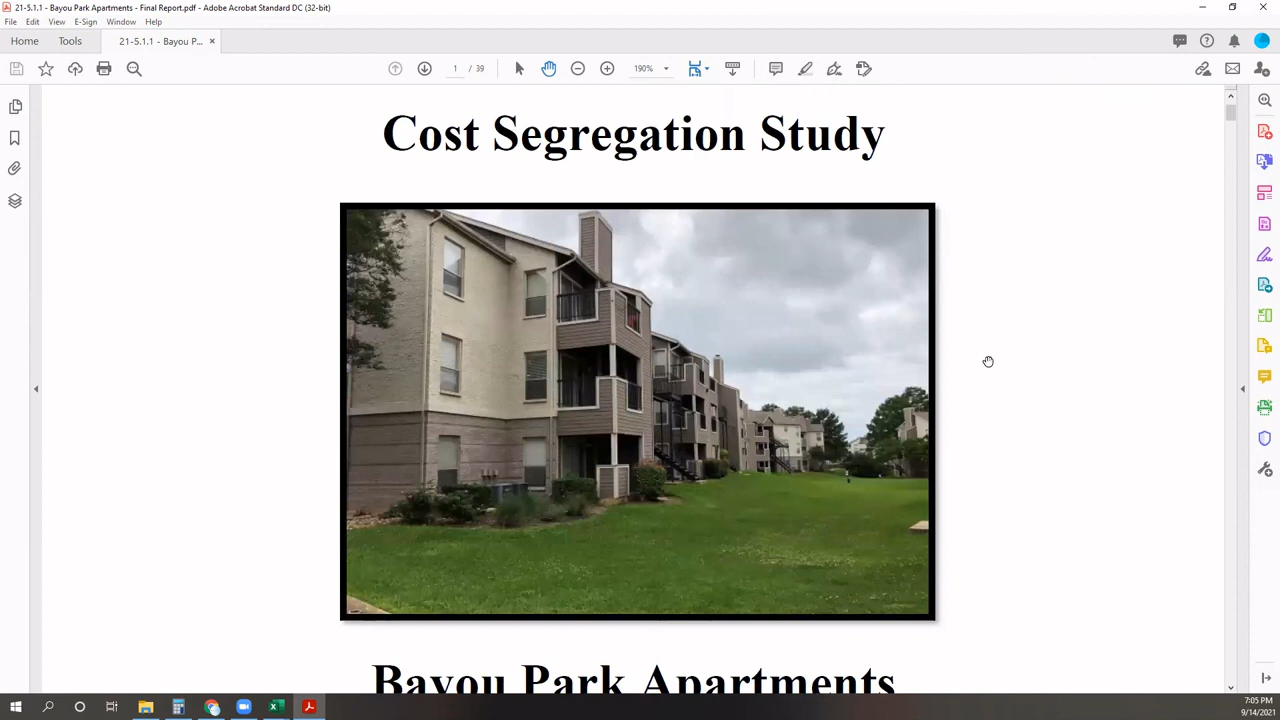 21-5.1.1 - Bayou Park Apartments - Final Report.pdf - Adobe Acrobat Standard DC (32-bit)
File Edit View E-Sign Window Help
Home Tools 21-5.1.1 - Bayou P... ×
1 / 39 190%
Cost Segregation Study
Bayou Park Apartments
7:05 PM
9/14/2021